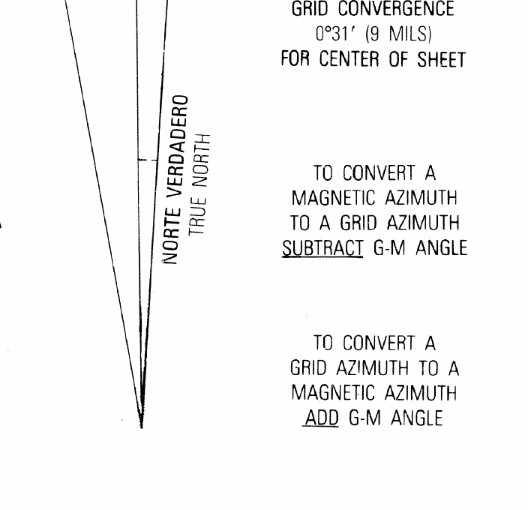 GRID CONVERGENCE
0°31' (9 MILS)
FOR CENTER OF SHEET
NORTE VERDADERO
TRUE NORTH
TO CONVERT A
MAGNETIC AZIMUTH
TO A GRID AZIMUTH
SUBTRACT G-M ANGLE
TO CONVERT A
GRID AZIMUTH TO A
MAGNETIC AZIMUTH
ADD G-M ANGLE